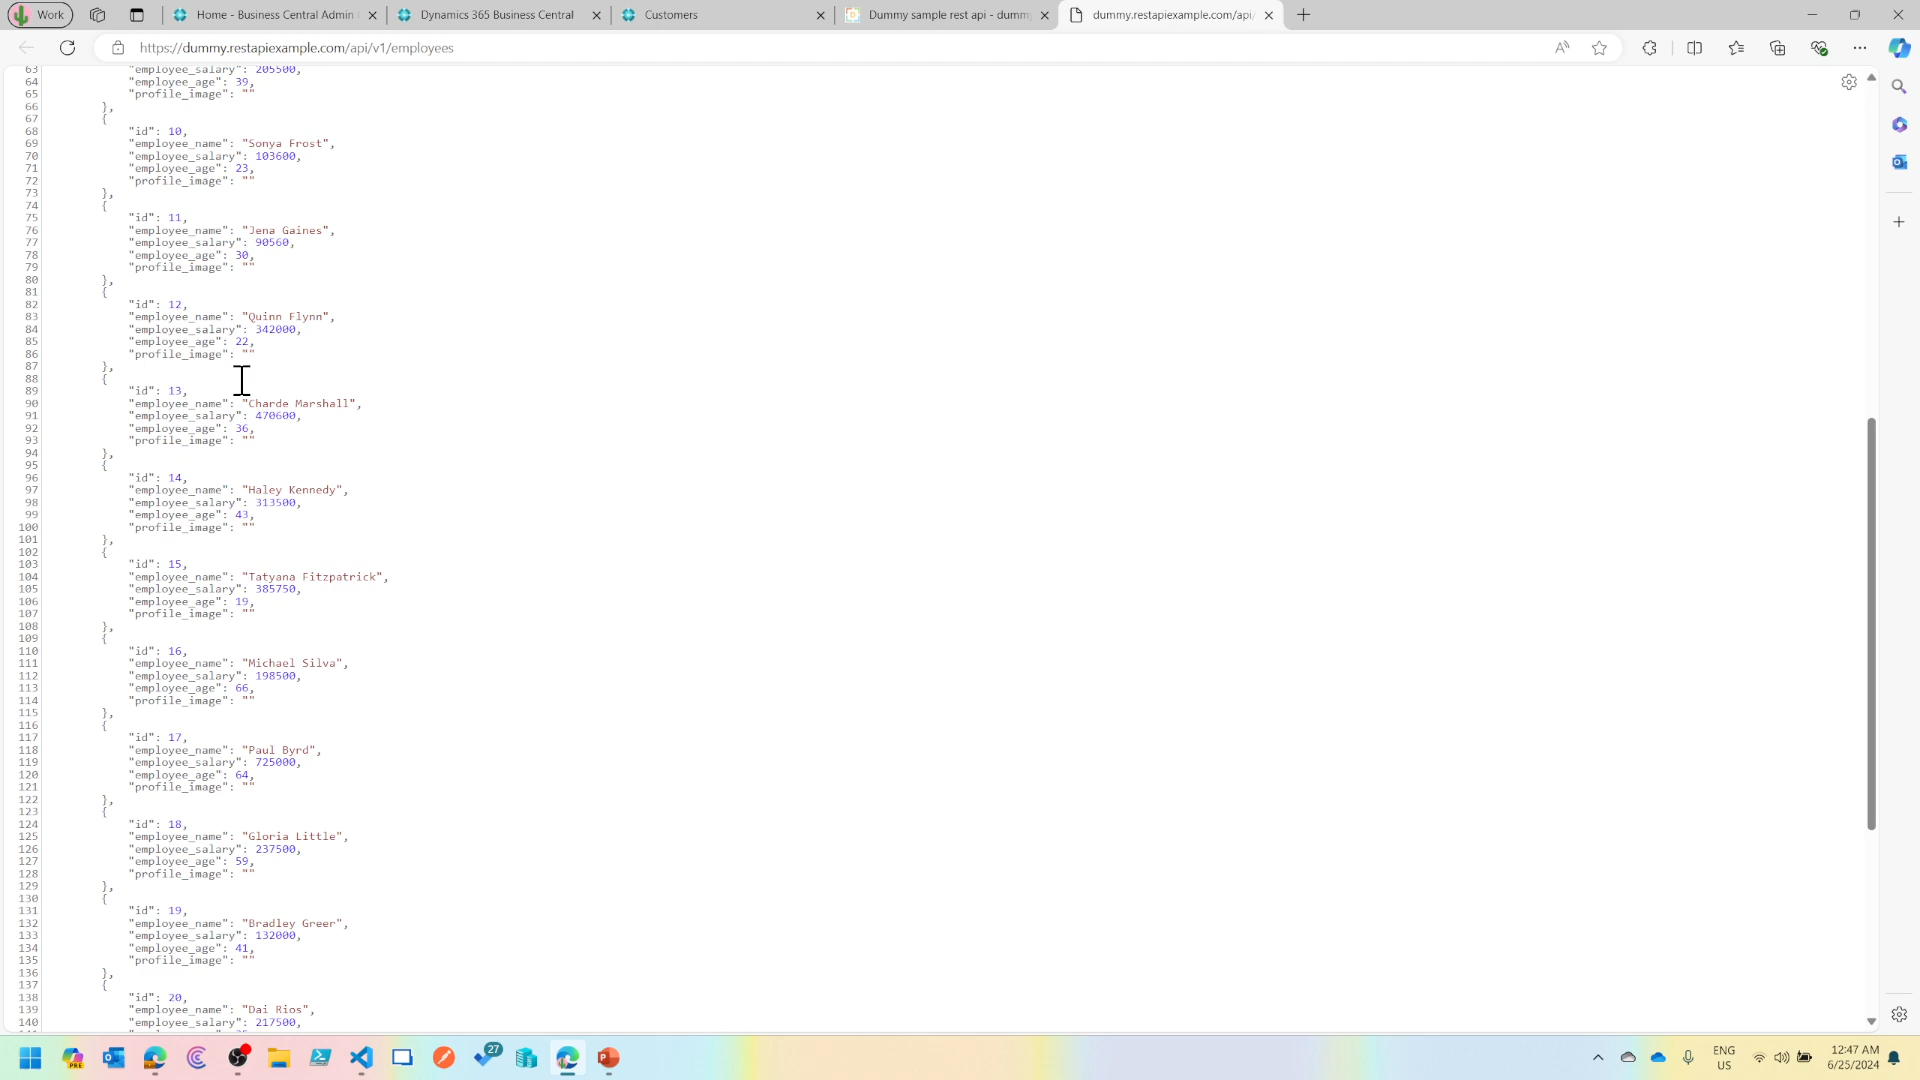 Work
Home - Business Central Admin
Dynamics 365 Business Central
Customers
Dummy sample rest api - dumm
dummy.restapiexample.com/api/
https://dummy.restapiexample.com/api/v1/employees
63 "employee_salary": 205500,
64 "employee_age": 39,
65 "profile_image": ""
66 },
67 {
68 "id": 10,
69 "employee_name": "Sonya Frost",
70 "employee_salary": 103600,
71 "employee_age": 23,
72 "profile_image": ""
73 },
74 {
75 "id": 11,
76 "employee_name": "Jena Gaines",
77 "employee_salary": 90560,
78 "employee_age": 30,
79 "profile_image": ""
80 },
81 {
82 "id": 12,
83 "employee_name": "Quinn Flynn",
84 "employee_salary": 342000,
85 "employee_age": 22,
86 "profile_image": ""
87 },
88 {
89 "id": 13,
90 "employee_name": "Charde Marshall",
91 "employee_salary": 470600,
92 "employee_age": 36,
93 "profile_image": ""
94 },
95 {
96 "id": 14,
97 "employee_name": "Haley Kennedy",
98 "employee_salary": 313500,
99 "employee_age": 43,
100 "profile_image": ""
101 },
102 {
103 "id": 15,
104 "employee_name": "Tatyana Fitzpatrick",
105 "employee_salary": 385750,
106 "employee_age": 19,
107 "profile_image": ""
108 },
109 {
110 "id": 16,
111 "employee_name": "Michael Silva",
112 "employee_salary": 198500,
113 "employee_age": 66,
114 "profile_image": ""
115 },
116 {
117 "id": 17,
118 "employee_name": "Paul Byrd",
119 "employee_salary": 725000,
120 "employee_age": 64,
121 "profile_image": ""
122 },
123 {
124 "id": 18,
125 "employee_name": "Gloria Little",
126 "employee_salary": 237500,
127 "employee_age": 59,
128 "profile_image": ""
129 },
130 {
131 "id": 19,
132 "employee_name": "Bradley Greer",
133 "employee_salary": 132000,
134 "employee_age": 41,
135 "profile_image": ""
136 },
137 {
138 "id": 20,
139 "employee_name": "Dai Rios",
140 "employee_salary": 217500,
PRE
27
ENG
US
12:47 AM
6/25/2024